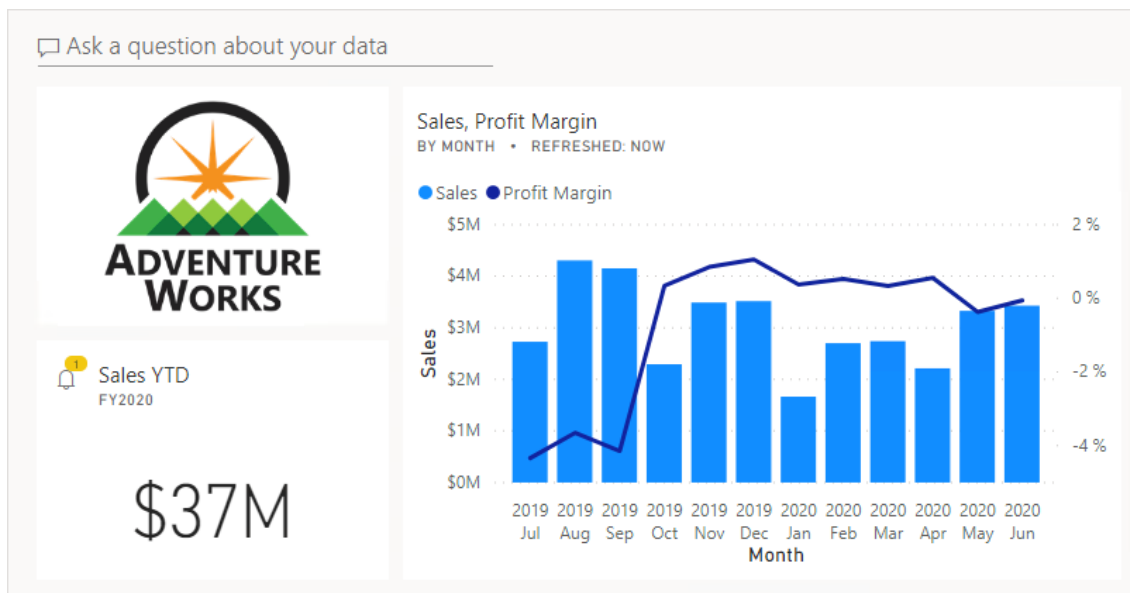 Ask a question about your data
ADVENTURE
WORKS
1
Sales YTD
FY2020
$37M
Sales, Profit Margin
BY MONTH • REFRESHED: NOW
Sales Profit Margin
$5M 2 %
$4M 0 %
$3M
$2M -2 %
$1M -4 %
$0M
Sales
2019 2019 2019 2019 2019 2019 2020 2020 2020 2020 2020 2020
Jul Aug Sep Oct Nov Dec Jan Feb Mar Apr May Jun
Month